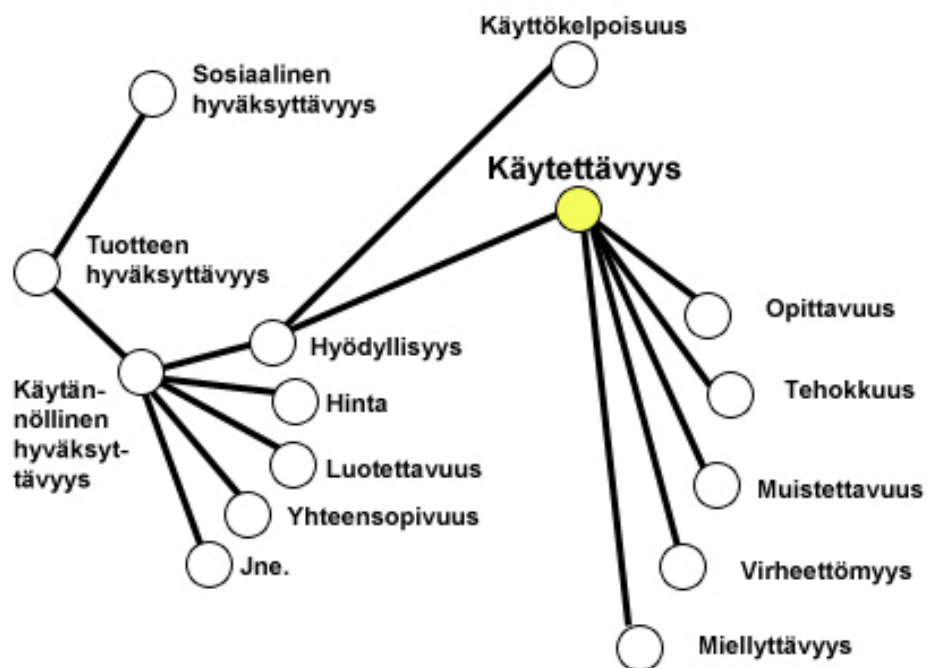 Käyttökelpoisuus
Sosiaalinen
hyväksyttävyys
Käytettävyys
Tuotteen
hyväksyttävyys
Opittavuus
Hyödyllisyys
Käytän-
nöllinen
hyväksyt-
tävyys
Hinta
Tehokkuus
Luotettavuus
Muistettavuus
Yhteensopivuus
Jne.
Virheettömyys
Miellyttävyys